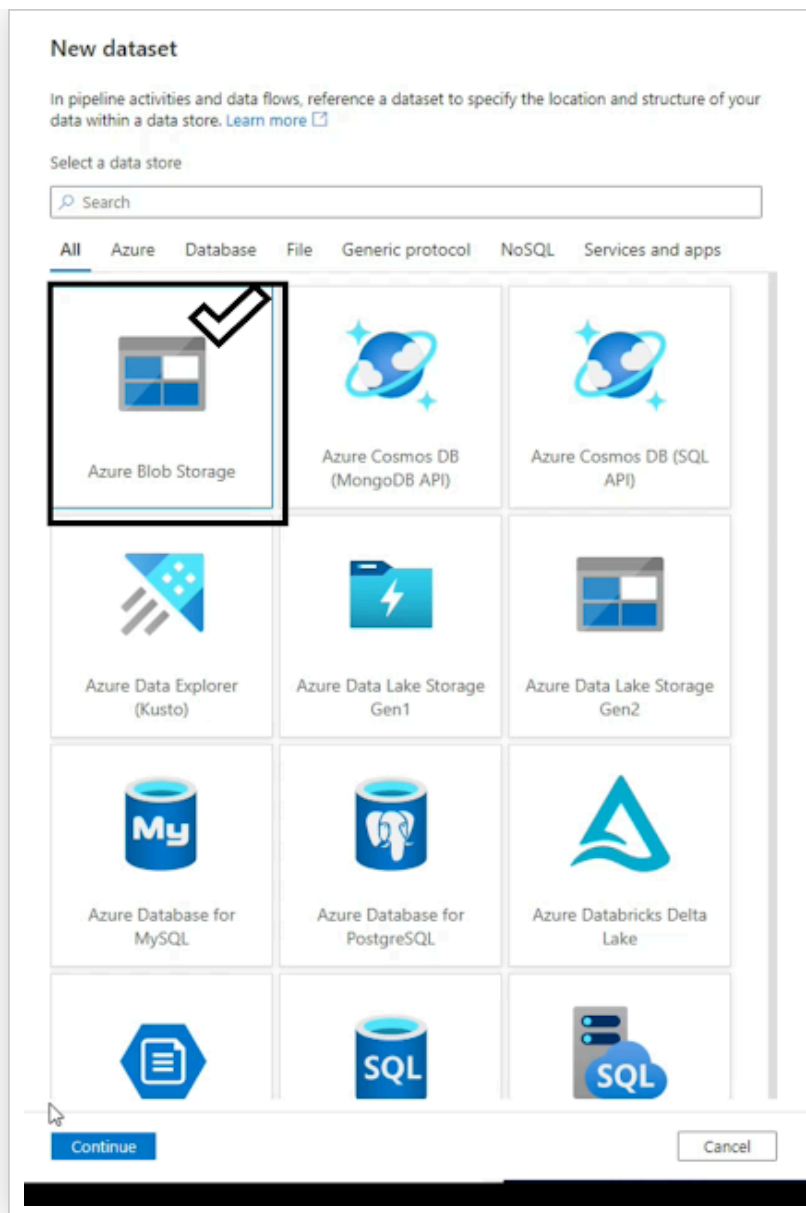 New dataset
In pipeline activities and data flows, reference a dataset to specify the location and structure of your
data within a data store. Learn more
Select a data store
Search
All Azure Database File Generic protocol NoSQL Services and apps
Azure Blob Storage
Azure Cosmos DB
(MongoDB API)
Azure Cosmos DB (SQL
API)
Azure Data Explorer
(Kusto)
Azure Data Lake Storage
Gen1
Azure Data Lake Storage
Gen2
My
Azure Database for
MySQL
Azure Database for
PostgreSQL
Azure Databricks Delta
Lake
SQL
SQL
Continue
Cancel